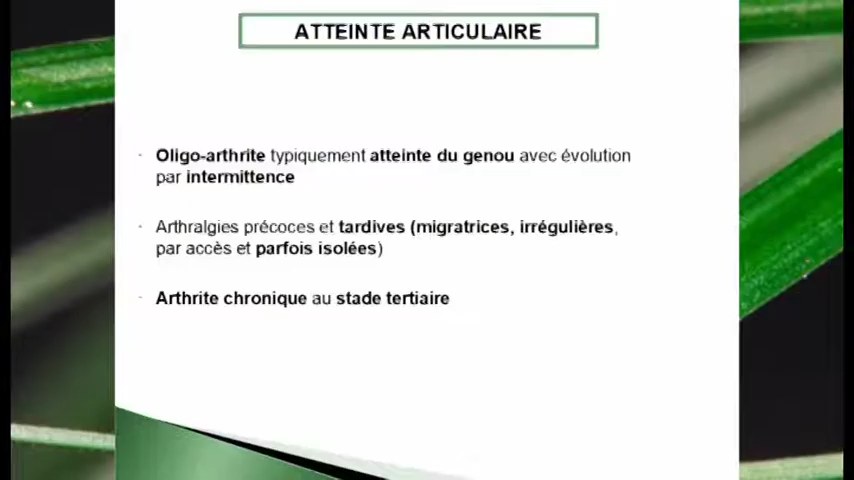 ATTEINTE ARTICULAIRE
· Oligo-arthrite typiquement atteinte du genou avec évolution
par intermittence
· Arthralgies précoces et tardives (migratrices, irrégulières,
par accès et parfois isolées)
· Arthrite chronique au stade tertiaire